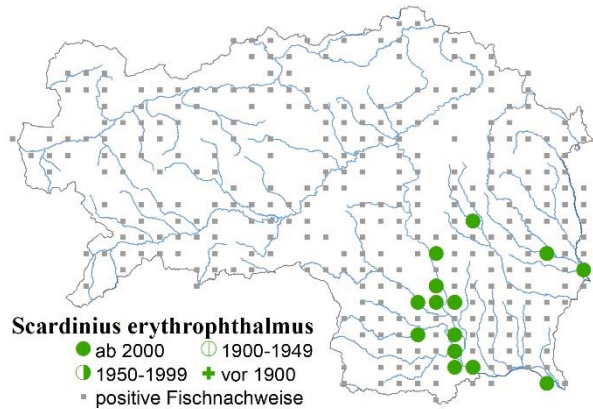 Scardinius erythrophthalmus
ab 2000 1900-1949
1950-1999 vor 1900
positive Fischnachweise